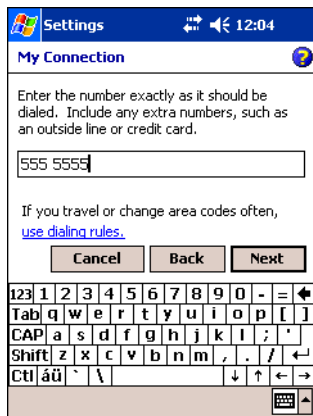 Settings 12:04
My Connection ?
Enter the number exactly as it should be
dialed. Include any extra numbers, such as
an outside line or credit card.
555 5555
If you travel or change area codes often,
use dialing rules.
Cancel Back Next
123 1 2 3 4 5 6 7 8 9 0 - = ←
Tab q w e r t y u i o p [ ]
CAP a s d f g h j k l ; '
Shift z x c v b n m , . / ↵
Ctl áü ` \ ↓ ↑ ← →